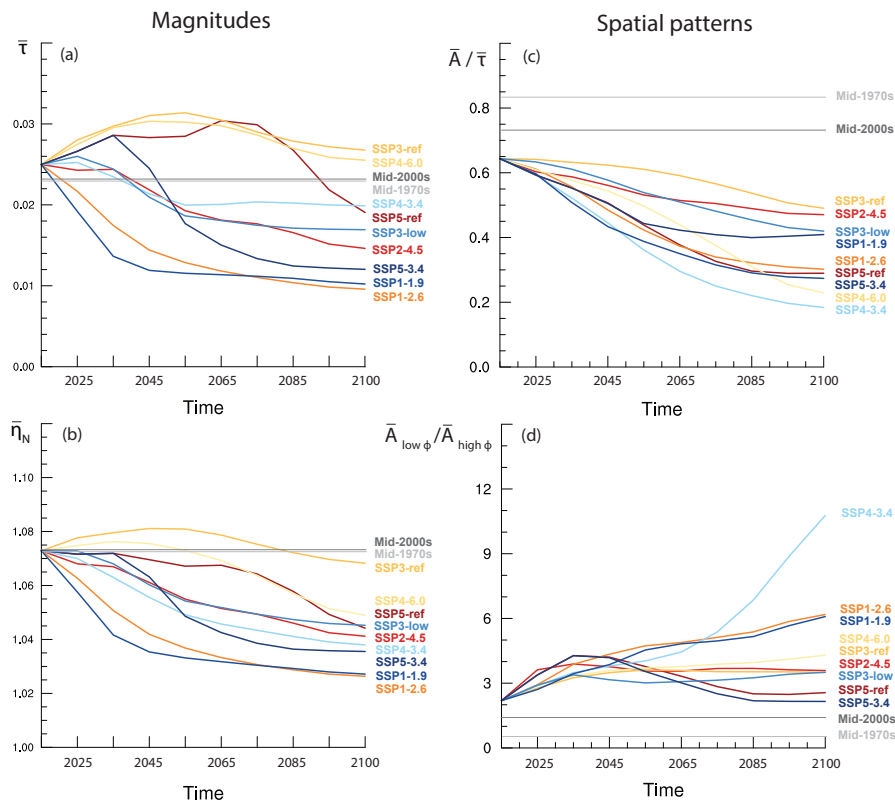 Magnitudes
τ̄
(a)
0.03
0.02
0.01
0.00
2025
2045
2065
2085
2100
Time
SSP3-ref
SSP4-6.0
Mid-2000s
Mid-1970s
SSP4-3.4
SSP5-ref
SSP3-low
SSP2-4.5
SSP5-3.4
SSP1-1.9
SSP1-2.6
Spatial patterns
Ā / τ̄
(c)
0.8
0.6
0.4
0.2
0.0
2025
2045
2065
2085
2100
Time
Mid-1970s
Mid-2000s
SSP3-ref
SSP2-4.5
SSP3-low
SSP1-1.9
SSP1-2.6
SSP5-ref
SSP5-3.4
SSP4-6.0
SSP4-3.4
η̄N
(b)
1.10
1.08
1.06
1.04
1.02
1.00
2025
2045
2065
2085
2100
Time
Mid-2000s
Mid-1970s
SSP3-ref
SSP4-6.0
SSP5-ref
SSP3-low
SSP2-4.5
SSP4-3.4
SSP5-3.4
SSP1-1.9
SSP1-2.6
Ā low ϕ / Ā high ϕ
(d)
12
9
6
3
0
2025
2045
2065
2085
2100
Time
SSP4-3.4
SSP1-2.6
SSP1-1.9
SSP4-6.0
SSP3-ref
SSP2-4.5
SSP3-low
SSP5-ref
SSP5-3.4
Mid-2000s
Mid-1970s